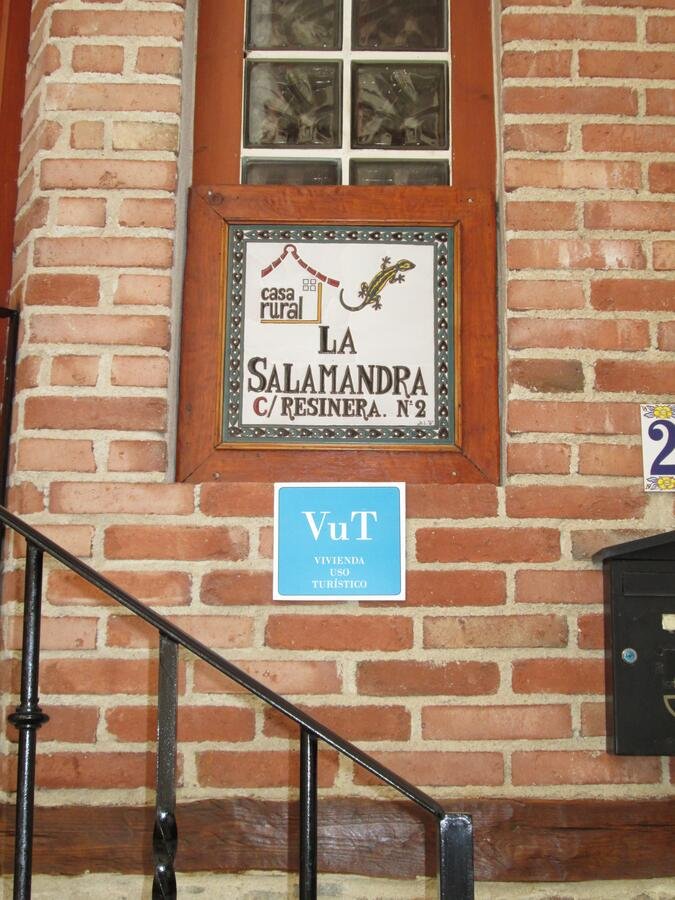 casa
rural
LA
SALAMANDRA
C/RESINERA. Nº2
2
VuT
VIVIENDA
USO
TURÍSTICO